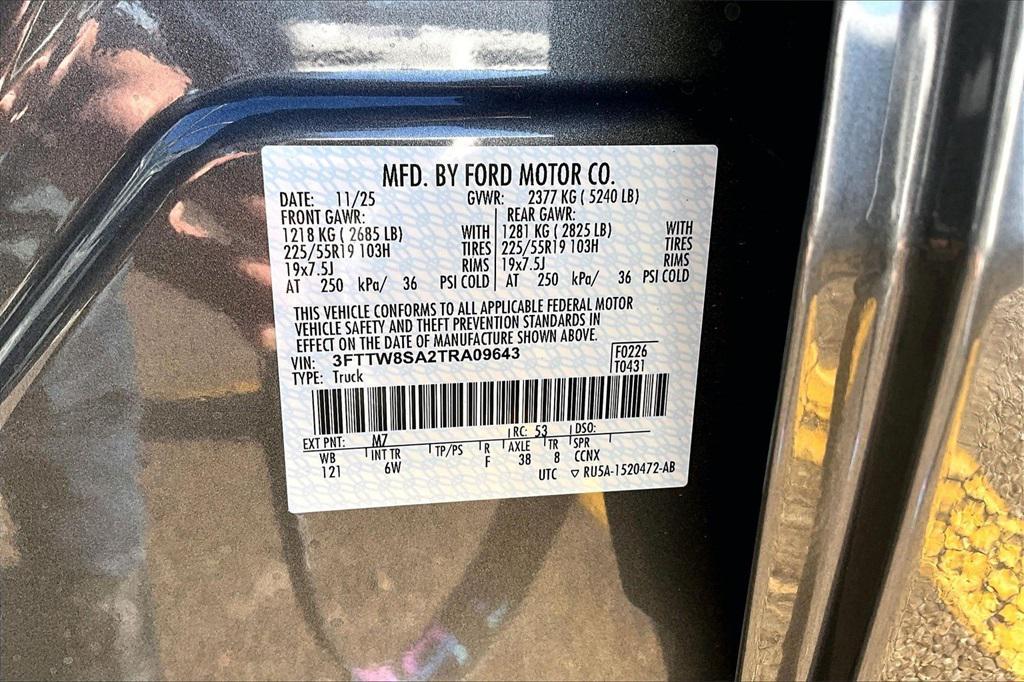 MFD. BY FORD MOTOR CO.
DATE: 11/25 GVWR: 2377 KG ( 5240 LB)
FRONT GAWR: REAR GAWR:
1218 KG ( 2685 LB) WITH 1281 KG ( 2825 LB) WITH
225/55R19 103H TIRES 225/55R19 103H TIRES
19x7.5J RIMS 19x7.5J RIMS
AT 250 kPa/ 36 PSI COLD AT 250 kPa/ 36 PSI COLD
THIS VEHICLE CONFORMS TO ALL APPLICABLE FEDERAL MOTOR
VEHICLE SAFETY AND THEFT PREVENTION STANDARDS IN
EFFECT ON THE DATE OF MANUFACTURE SHOWN ABOVE.
VIN: 3FTTW8SA2TRA09643 F0226
TYPE: Truck T0431
EXT PNT: M7 RC: 53 DSO:
WB INT TR TP/PS R AXLE TR SPR
121 6W F 38 8 CCNX
UTC ▽ RU5A-1520472-AB